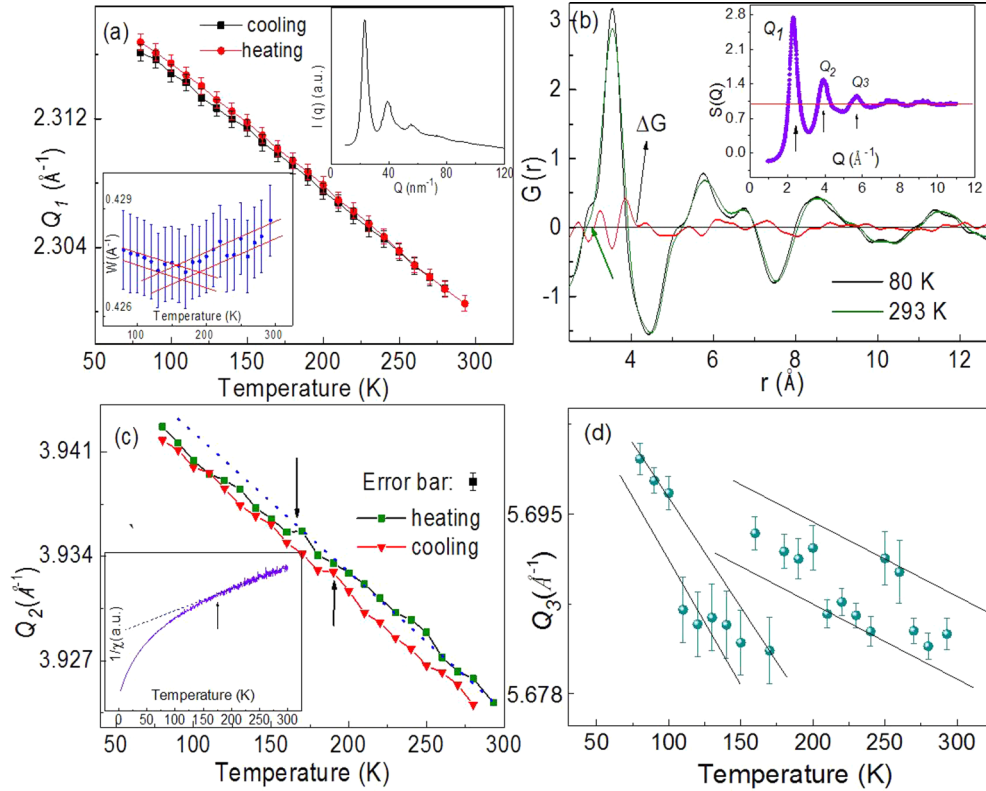 (a)
cooling
heating
2.312
2.304
Q1 (Å-1)
I (q) (a.u.)
0 40 80 120
Q (nm-1)
0.429
0.426
W(Å-1)
Temperature (K)
100 200 300
50 75 100 125 150 175 200 225 250 275 300
Temperature (K)
(b)
3
2
1
0
-1
G(r)
ΔG
80 K
293 K
4 6 8 10 12
r (Å)
2.8
2.1
1.4
0.7
0.0
S(Q)
Q1
Q2
Q3
Q (Å-1)
0 2 4 6 8 10 12
(c)
3.941
3.934
3.927
Q2(Å-1)
Error bar:
heating
cooling
1/χ(a.u.)
Temperature (K)
0 50 100 150 200 250 300
50 100 150 200 250 300
Temperature (K)
(d)
5.695
5.678
Q3(Å-1)
50 100 150 200 250 300
Temperature (K)